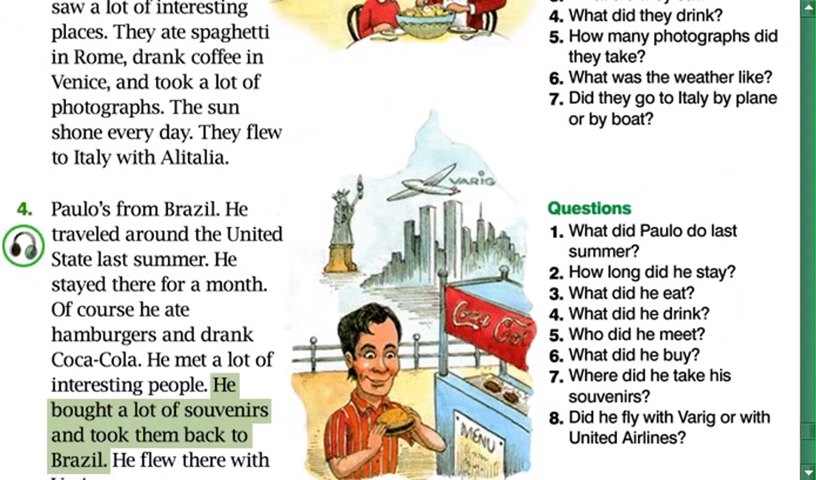 saw a lot of interesting
places. They ate spaghetti
in Rome, drank coffee in
Venice, and took a lot of
photographs. The sun
shone every day. They flew
to Italy with Alitalia.
4. Paulo's from Brazil. He
traveled around the United
State last summer. He
stayed there for a month.
Of course he ate
hamburgers and drank
Coca-Cola. He met a lot of
interesting people. He
bought a lot of souvenirs
and took them back to
Brazil. He flew there with
VARIG
Coca Col
MENU
4. What did they drink?
5. How many photographs did
they take?
6. What was the weather like?
7. Did they go to Italy by plane
or by boat?
Questions
1. What did Paulo do last
summer?
2. How long did he stay?
3. What did he eat?
4. What did he drink?
5. Who did he meet?
6. What did he buy?
7. Where did he take his
souvenirs?
8. Did he fly with Varig or with
United Airlines?